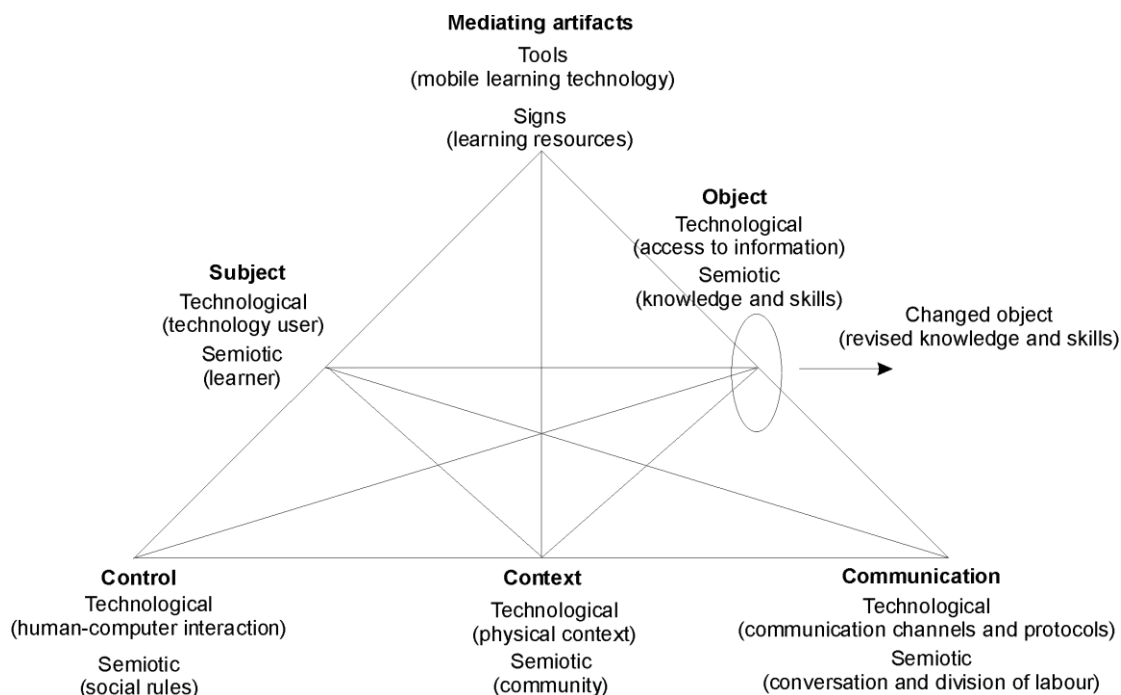 Mediating artifacts
Tools
(mobile learning technology)
Signs
(learning resources)
Object
Technological
(access to information)
Semiotic
(knowledge and skills)
Subject
Technological
(technology user)
Semiotic
(learner)
Changed object
(revised knowledge and skills)
Control
Technological
(human-computer interaction)
Semiotic
(social rules)
Context
Technological
(physical context)
Semiotic
(community)
Communication
Technological
(communication channels and protocols)
Semiotic
(conversation and division of labour)